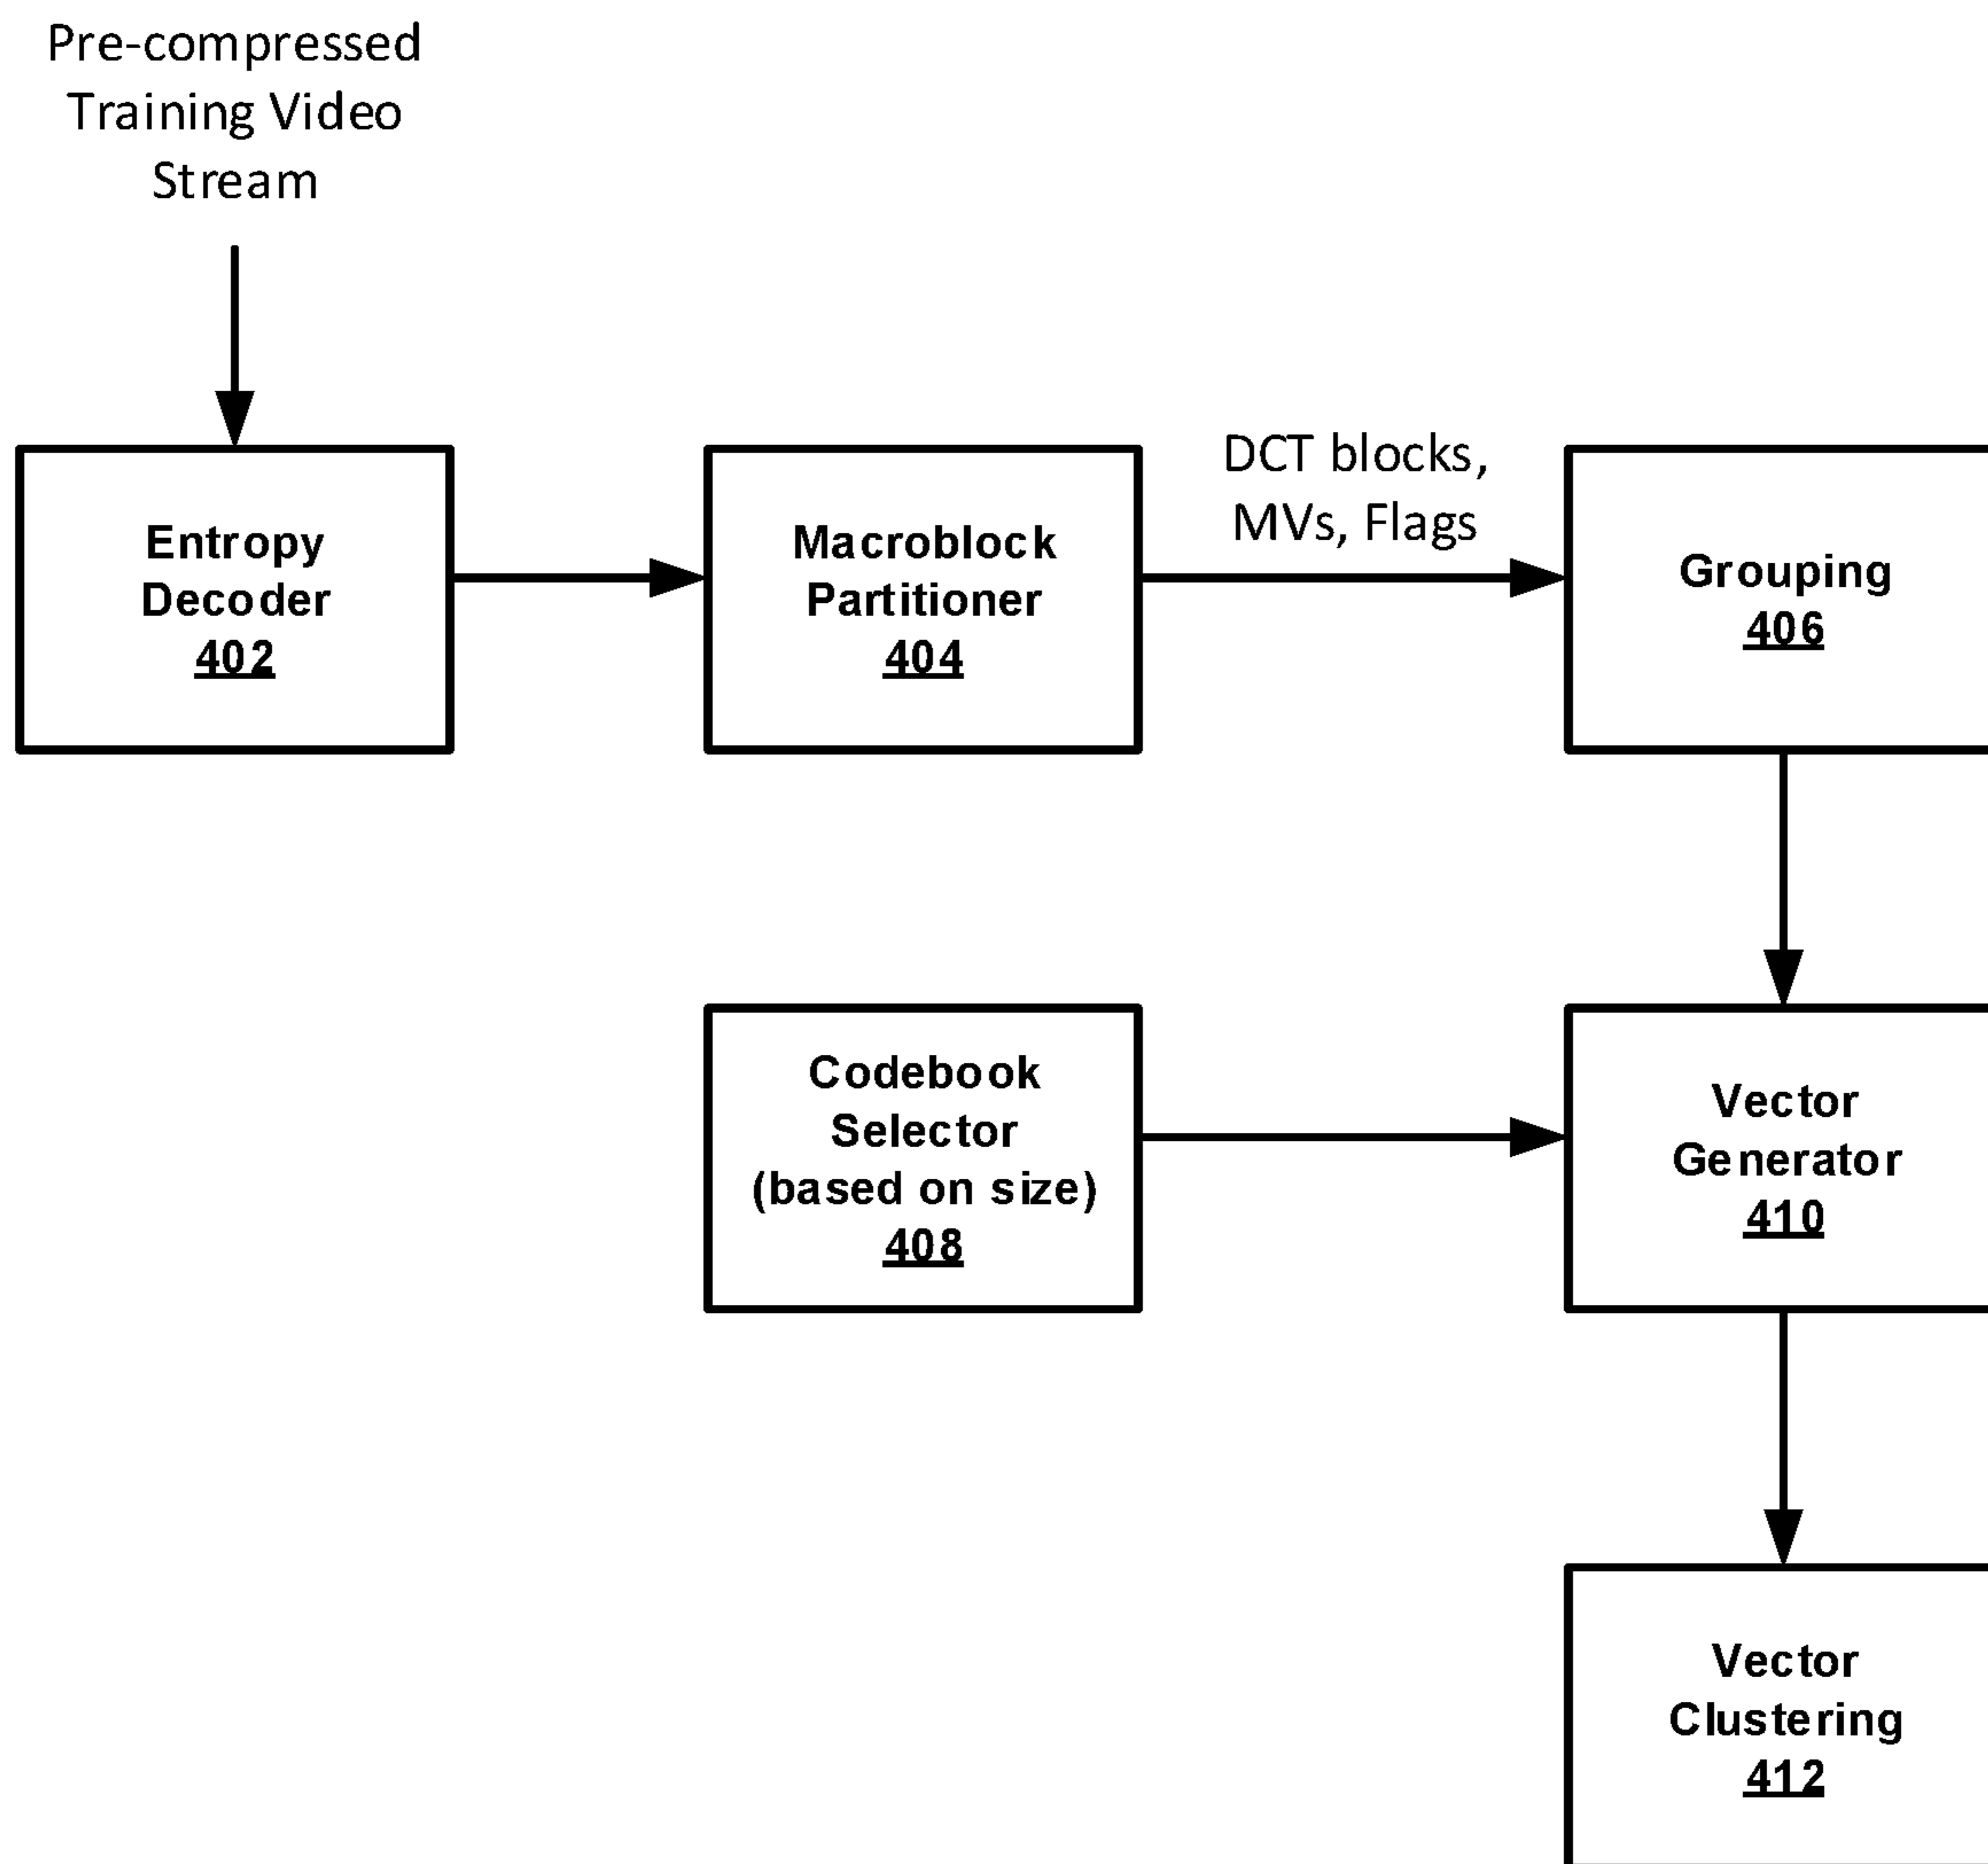 Pre-compressed
Training Video
Stream
Entropy
Decoder
402
Macroblock
Partitioner
404
DCT blocks,
MVs, Flags
Grouping
406
Codebook
Selector
(based on size)
408
Vector
Generator
410
Vector
Clustering
412